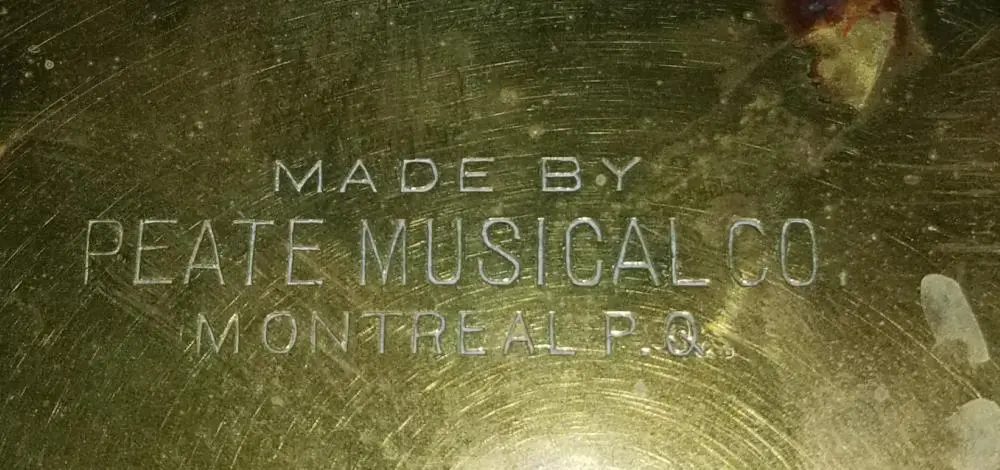 MADE BY
PEATE MUSICAL CO.
MONTREAL P.Q.